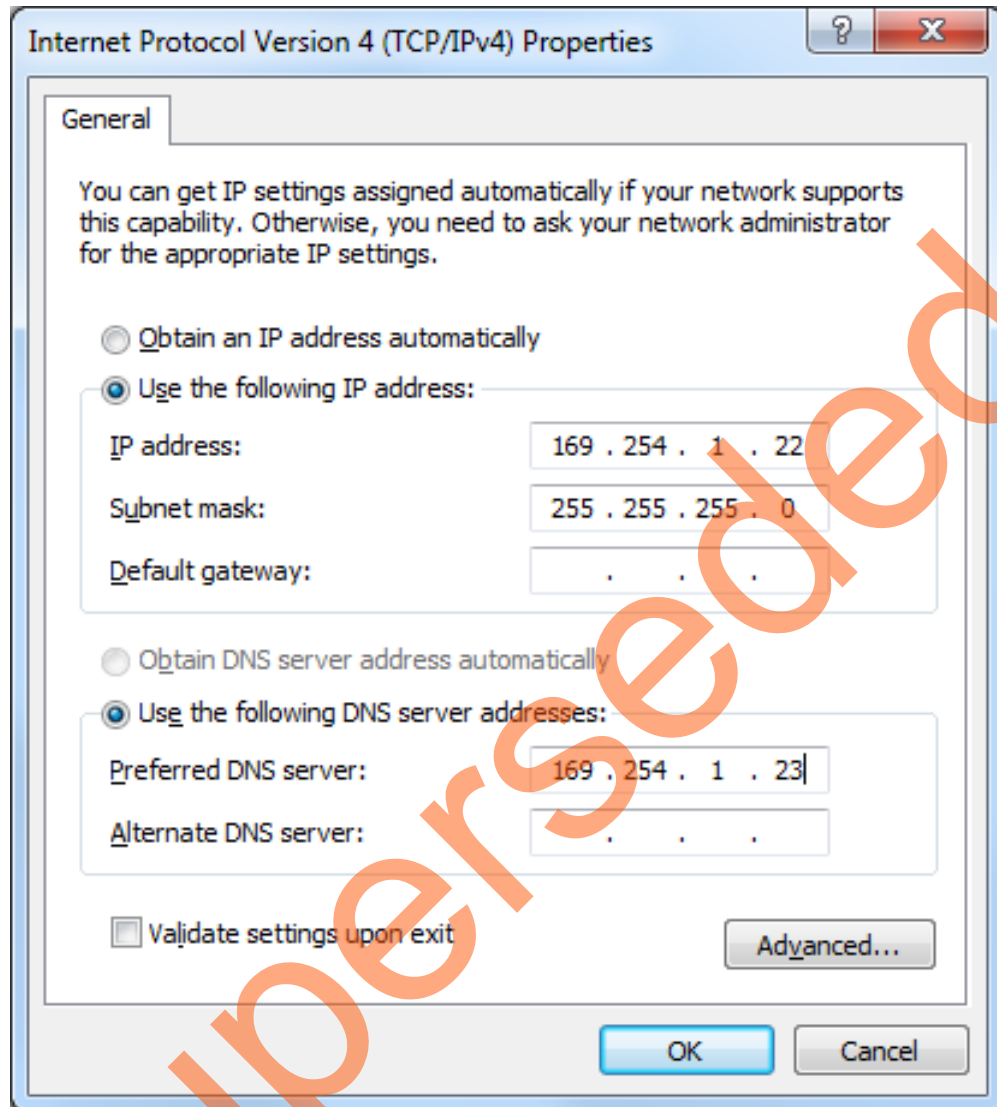 Internet Protocol Version 4 (TCP/IPv4) Properties
General
You can get IP settings assigned automatically if your network supports
this capability. Otherwise, you need to ask your network administrator
for the appropriate IP settings.
Obtain an IP address automatically
Use the following IP address:
IP address: 169 . 254 . 1 . 22
Subnet mask: 255 . 255 . 255 . 0
Default gateway: . . .
Obtain DNS server address automatically
Use the following DNS server addresses:
Preferred DNS server: 169 . 254 . 1 . 23
Alternate DNS server: . . .
Validate settings upon exit
Advanced...
OK Cancel
uperseded